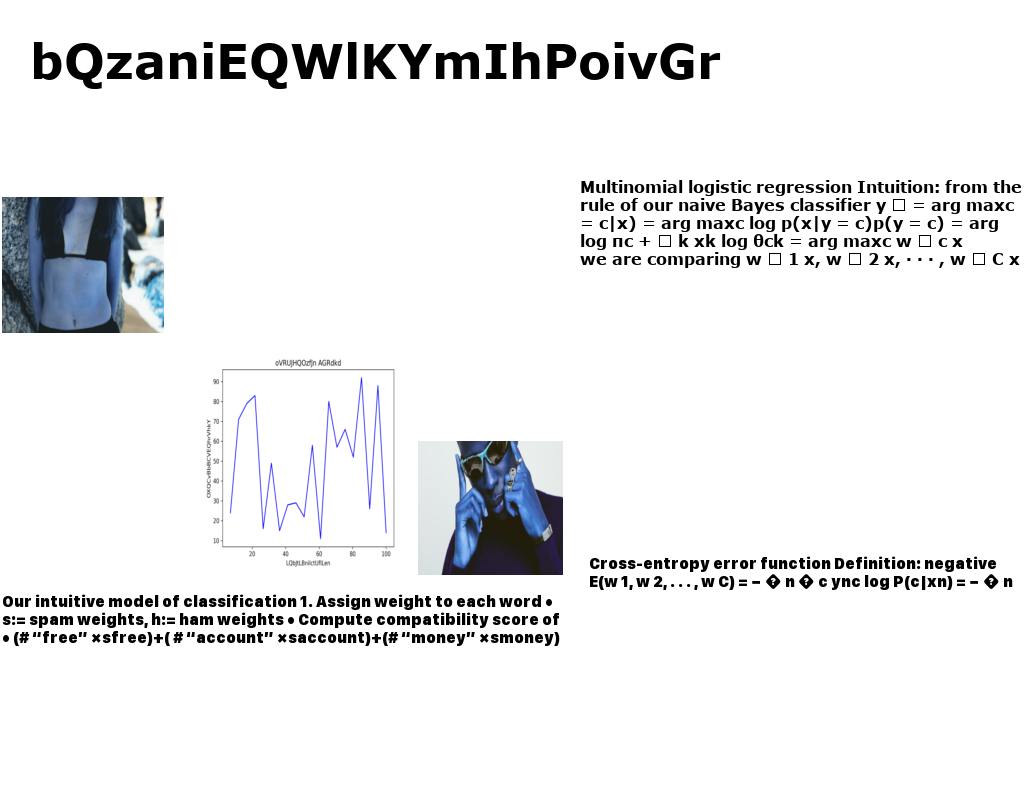 bQzaniEQWlKYmIhPoivGr
Multinomial logistic regression Intuition: from the
rule of our naive Bayes classifier y □ = arg maxc
= c|x) = arg maxc log p(x|y = c)p(y = c) = arg
log πc + □ k xk log θck = arg maxc w □ c x
we are comparing w □ 1 x, w □ 2 x, · · · , w □ C x
oVRUJHQOzfJn AGRdkd
90
80
70
60
50
40
30
20
10
20 40 60 80 100
Cross-entropy error function Definition: negative
E(w 1, w 2, . . . , w C) = − � n � c ync log P(c|xn) = − � n
Our intuitive model of classification 1. Assign weight to each word •
s:= spam weights, h:= ham weights • Compute compatibility score of
• (# “free” ×sfree)+( # “account” ×saccount)+(# “money” ×smoney)